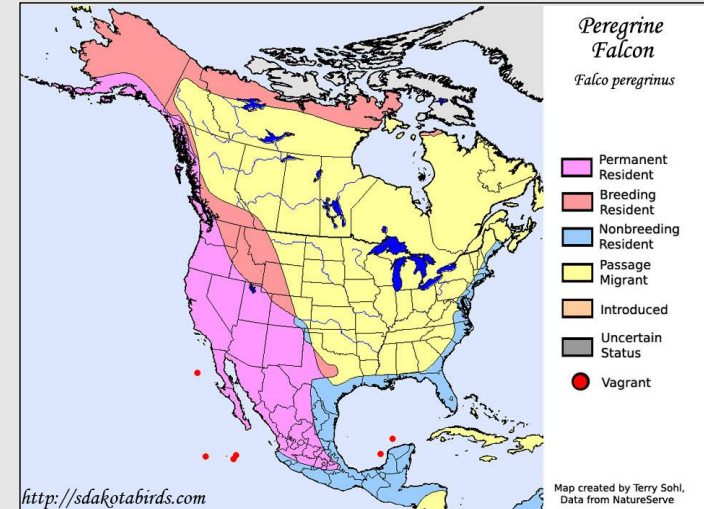 Peregrine
Falcon
Falco peregrinus
Permanent
Resident
Breeding
Resident
Nonbreeding
Resident
Passage
Migrant
Introduced
Uncertain
Status
Vagrant
http://sdakotabirds.com
Map created by Terry Sohl,
Data from NatureServe